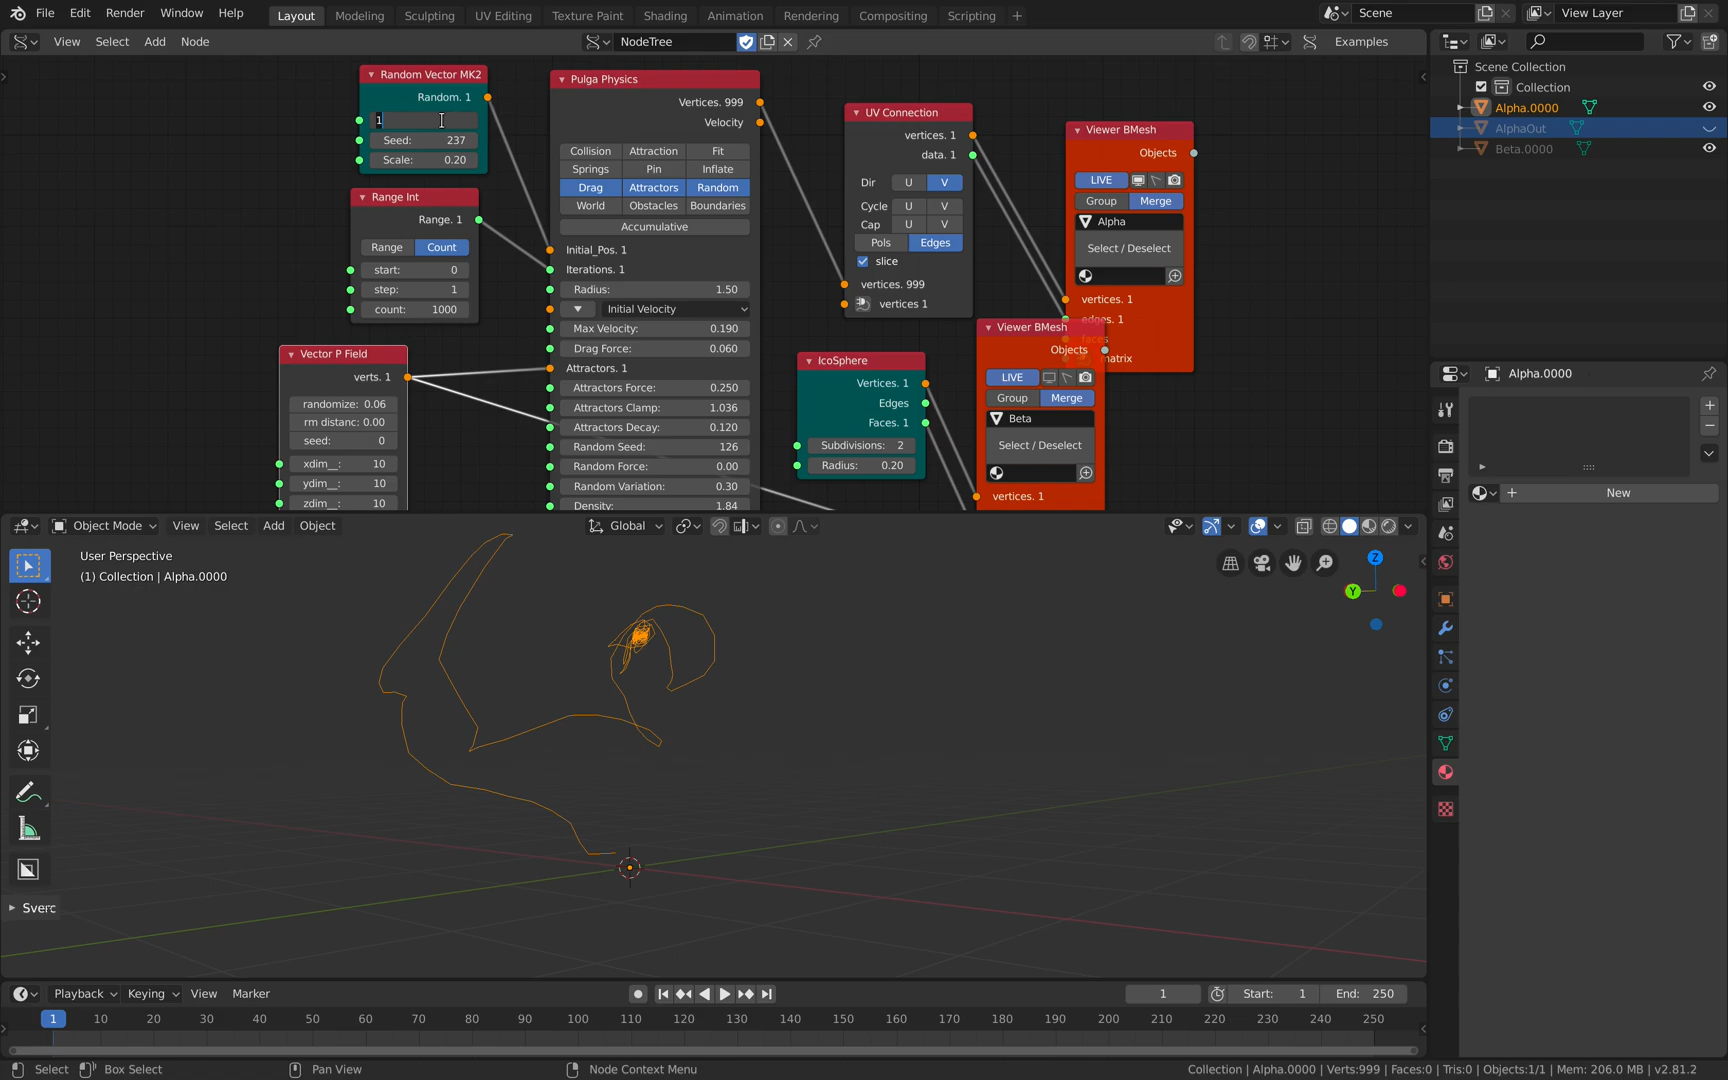 File Edit Render Window Help Layout Modeling Sculpting UV Editing Texture Paint Shading Animation Rendering Compositing Scripting + Scene View Layer
View Select Add Node NodeTree Examples
Random Vector MK2
Random. 1
1
Seed: 237
Scale: 0.20
Range Int
Range. 1
Range Count
start: 0
step: 1
count: 1000
Vector P Field
verts. 1
randomize: 0.06
rm distanc: 0.00
seed: 0
xdim__: 10
ydim__: 10
zdim__: 10
Pulga Physics
Vertices. 999
Velocity
Collision Attraction Fit
Springs Pin Inflate
Drag Attractors Random
World Obstacles Boundaries
Accumulative
Initial_Pos. 1
Iterations. 1
Radius: 1.50
Initial Velocity
Max Velocity: 0.190
Drag Force: 0.060
Attractors. 1
Attractors Force: 0.250
Attractors Clamp: 1.036
Attractors Decay: 0.120
Random Seed: 126
Random Force: 0.00
Random Variation: 0.30
Density: 1.84
UV Connection
vertices. 1
data. 1
Dir U V
Cycle U V
Cap U V
Pols Edges
slice
vertices. 999
vertices 1
IcoSphere
Vertices. 1
Edges
Faces. 1
Subdivisions: 2
Radius: 0.20
Viewer BMesh
Objects
LIVE
Group Merge
Alpha
Select / Deselect
vertices. 1
edges. 1
faces
matrix
Viewer BMesh
Objects
LIVE
Group Merge
Beta
Select / Deselect
vertices. 1
Scene Collection
Collection
Alpha.0000
AlphaOut
Beta.0000
Alpha.0000
New
Object Mode View Select Add Object Global
User Perspective
(1) Collection | Alpha.0000
Z
Y
Sverc
Playback Keying View Marker 1 Start: 1 End: 250
1 10 20 30 40 50 60 70 80 90 100 110 120 130 140 150 160 170 180 190 200 210 220 230 240 250
Select Box Select Pan View Node Context Menu Collection | Alpha.0000 | Verts:999 | Faces:0 | Tris:0 | Objects:1/1 | Mem: 206.0 MB | v2.81.2